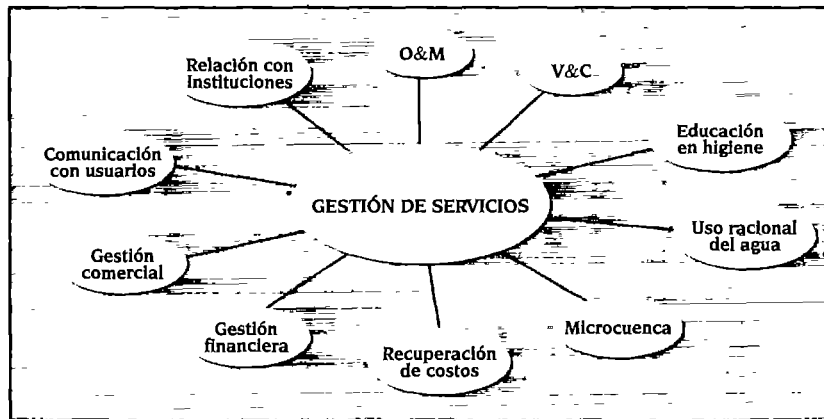 O&M
Relación con
Instituciones
V&C
Educación
en higiene
Comunicación
con usuarios
GESTIÓN DE SERVICIOS
Uso racional
del agua
Gestión
comercial
Gestión
financiera
Microcuenca
Recuperación
de costos